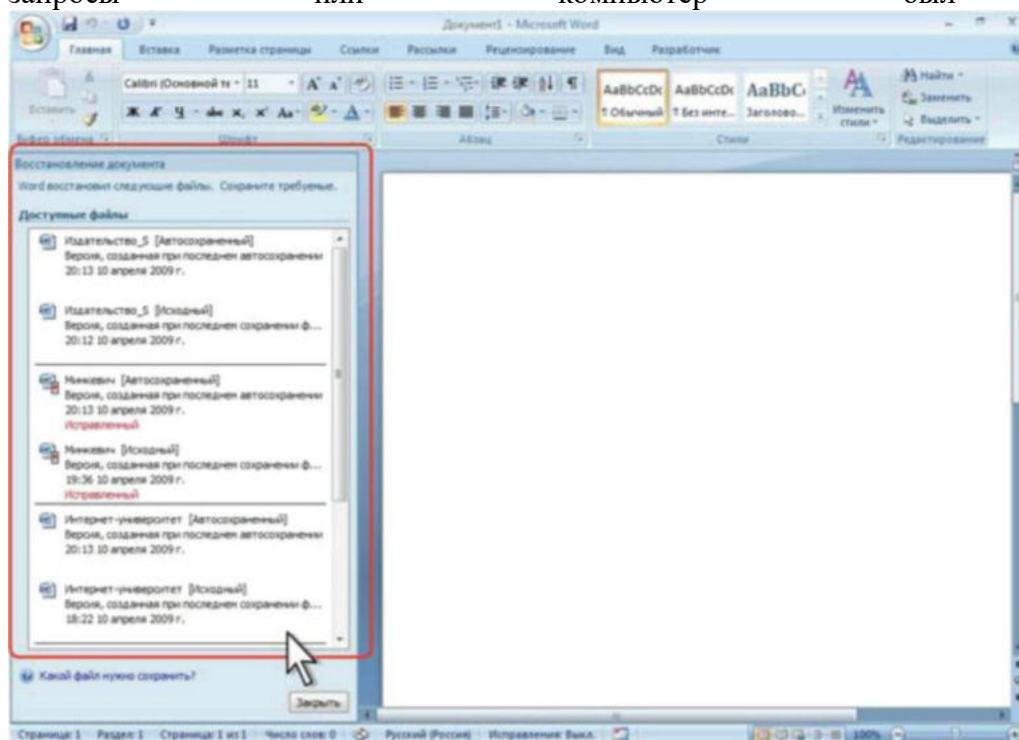 запросы или компьютер был
Документ1 - Microsoft Word
Главная Вставка Разметка страницы Ссылки Рассылки Рецензирование Вид Разработчик
Calibri (Основной те 11
Вставить
Ж К Ч
AaBbCcDc AaBbCcDc AaBbC
¶ Обычный ¶ Без инте... Заголово...
Изменить стили
Найти
Заменить
Выделить
Буфер обмена Шрифт Абзац Стили Редактирование
Восстановление документа
Word восстановил следующие файлы. Сохраните требуемые.
Доступные файлы
Издательство_5 [Автосохраненный]
Версия, созданная при последнем автосохранении
20:13 10 апреля 2009 г.
Издательство_5 [Исходный]
Версия, созданная при последнем сохранении ф...
20:12 10 апреля 2009 г.
Минкевич [Автосохраненный]
Версия, созданная при последнем автосохранении
20:13 10 апреля 2009 г.
Исправленный
Минкевич [Исходный]
Версия, созданная при последнем сохранении ф...
19:36 10 апреля 2009 г.
Исправленный
Интернет-университет [Автосохраненный]
Версия, созданная при последнем автосохранении
20:13 10 апреля 2009 г.
Интернет-университет [Исходный]
Версия, созданная при последнем сохранении ф...
18:22 10 апреля 2009 г.
Какой файл нужно сохранить?
Закрыть
Страница: 1 Раздел: 1 Страница: 1 из 1 Число слов: 0 Русский (Россия) Исправления: Выкл. 100%